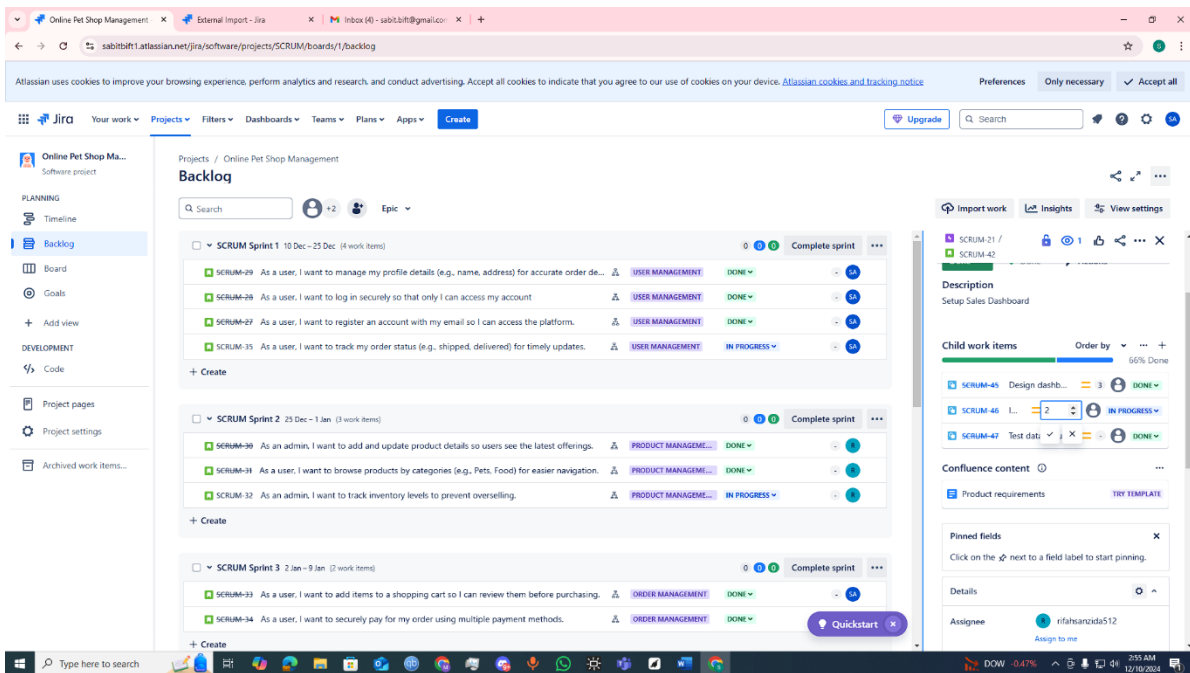 Online Pet Shop Management
External Import - Jira
Inbox (4) - sabit.bift@gmail.con
sabitbift1.atlassian.net/jira/software/projects/SCRUM/boards/1/backlog
S
Atlassian uses cookies to improve your browsing experience, perform analytics and research, and conduct advertising. Accept all cookies to indicate that you agree to our use of cookies on your device. Atlassian cookies and tracking notice
Preferences Only necessary Accept all
Jira Your work Projects Filters Dashboards Teams Plans Apps Create Upgrade Search SA
Online Pet Shop Ma...
Software project
PLANNING
Timeline
Backlog
Board
Goals
Add view
DEVELOPMENT
Code
Project pages
Project settings
Archived work items...
Projects / Online Pet Shop Management
Backlog
Search +2 Epic
Import work Insights View settings
SCRUM Sprint 1 10 Dec – 25 Dec (4 work items) 0 0 0 Complete sprint
SCRUM-29 As a user, I want to manage my profile details (e.g., name, address) for accurate order de... USER MANAGEMENT DONE - SA
SCRUM-28 As a user, I want to log in securely so that only I can access my account USER MANAGEMENT DONE - SA
SCRUM-27 As a user, I want to register an account with my email so I can access the platform. USER MANAGEMENT DONE - SA
SCRUM-35 As a user, I want to track my order status (e.g., shipped, delivered) for timely updates. USER MANAGEMENT IN PROGRESS - SA
+ Create
SCRUM Sprint 2 25 Dec – 1 Jan (3 work items) 0 0 0 Complete sprint
SCRUM-30 As an admin, I want to add and update product details so users see the latest offerings. PRODUCT MANAGEME... DONE - R
SCRUM-31 As a user, I want to browse products by categories (e.g., Pets, Food) for easier navigation. PRODUCT MANAGEME... DONE - R
SCRUM-32 As an admin, I want to track inventory levels to prevent overselling. PRODUCT MANAGEME... IN PROGRESS - R
+ Create
SCRUM Sprint 3 2 Jan – 9 Jan (2 work items) 0 0 0 Complete sprint
SCRUM-33 As a user, I want to add items to a shopping cart so I can review them before purchasing. ORDER MANAGEMENT DONE - SA
SCRUM-34 As a user, I want to securely pay for my order using multiple payment methods. ORDER MANAGEMENT DONE
+ Create
Quickstart
SCRUM-21 /
SCRUM-42
1
Description
Setup Sales Dashboard
Child work items Order by
66% Done
SCRUM-45 Design dashb... 3 DONE
SCRUM-46 I... 2 IN PROGRESS
SCRUM-47 Test dat - DONE
Confluence content
Product requirements TRY TEMPLATE
Pinned fields
Click on the next to a field label to start pinning.
Details
Assignee R rifahsanzida512
Assign to me
Type here to search
DOW -0.47%
2:55 AM
12/10/2024